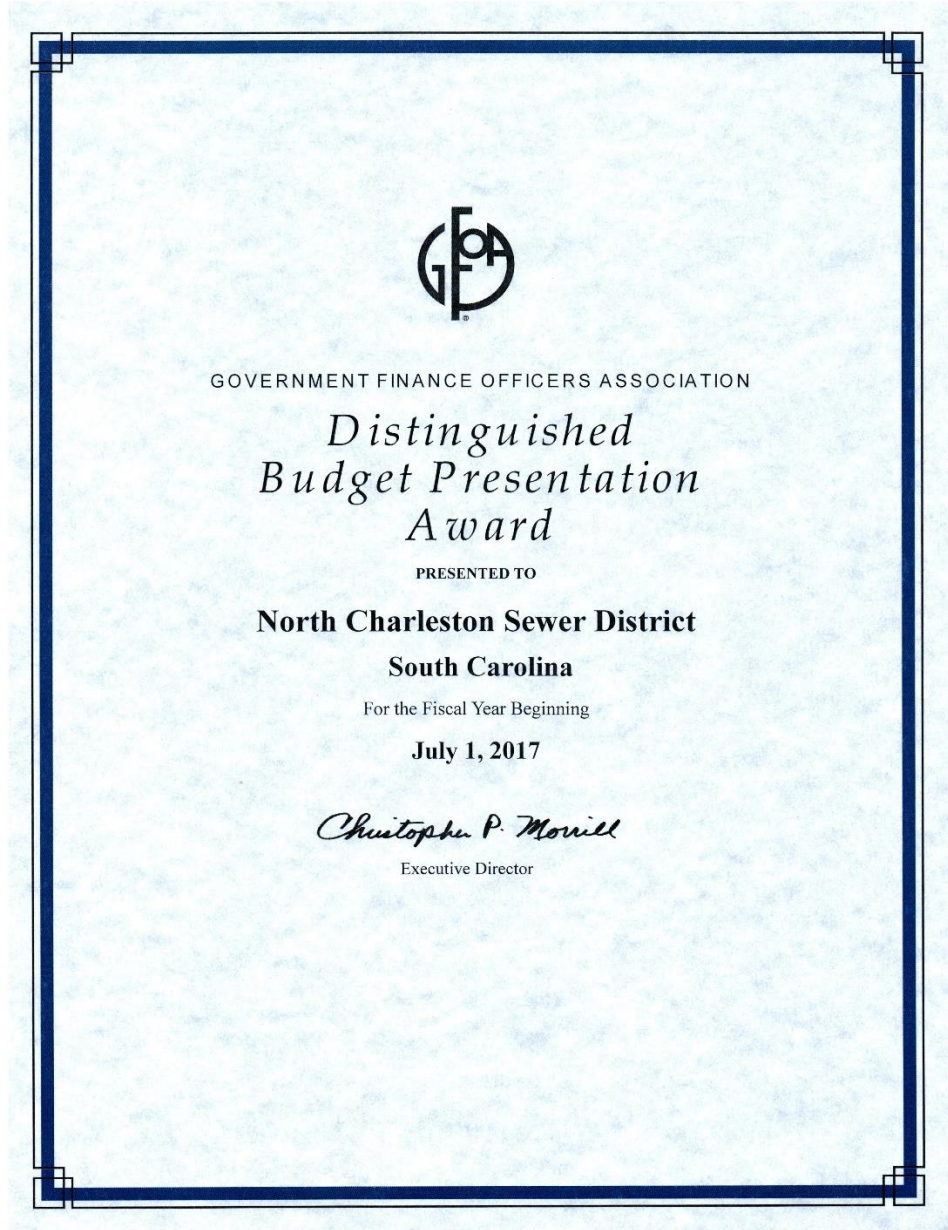 GFOA
®
GOVERNMENT FINANCE OFFICERS ASSOCIATION
Distinguished
Budget Presentation
Award
PRESENTED TO
North Charleston Sewer District
South Carolina
For the Fiscal Year Beginning
July 1, 2017
Christopher P. Morrill
Executive Director